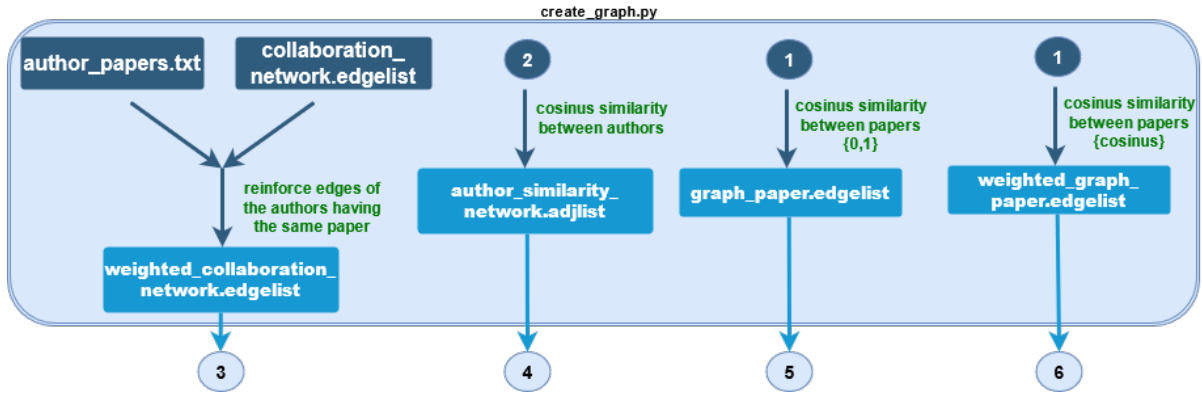 create_graph.py
author_papers.txt
collaboration_
network.edgelist
reinforce edges of
the authors having
the same paper
weighted_collaboration_
network.edgelist
3
2
cosinus similarity
between authors
author_similarity_
network.adjlist
4
1
cosinus similarity
between papers
{0,1}
graph_paper.edgelist
5
1
cosinus similarity
between papers
{cosinus}
weighted_graph_
paper.edgelist
6